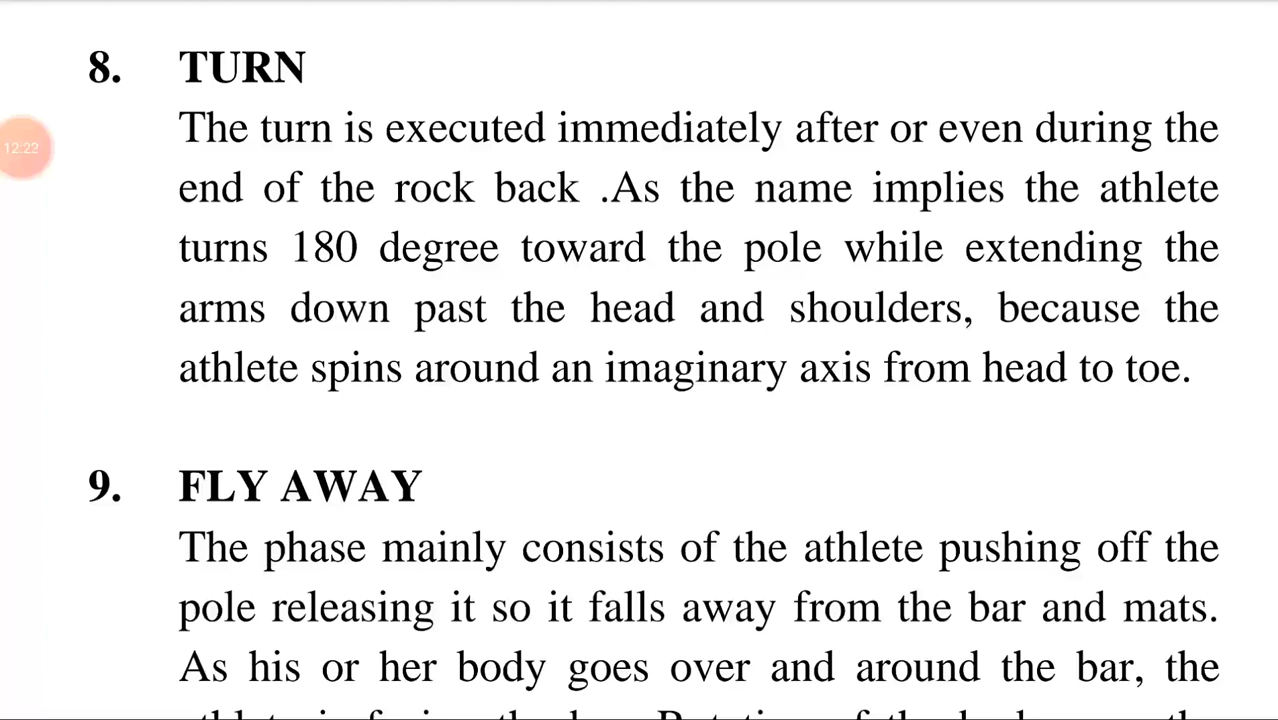 8. TURN
The turn is executed immediately after or even during the
12:22
end of the rock back .As the name implies the athlete
turns 180 degree toward the pole while extending the
arms down past the head and shoulders, because the
athlete spins around an imaginary axis from head to toe.
9. FLY AWAY
The phase mainly consists of the athlete pushing off the
pole releasing it so it falls away from the bar and mats.
As his or her body goes over and around the bar, the